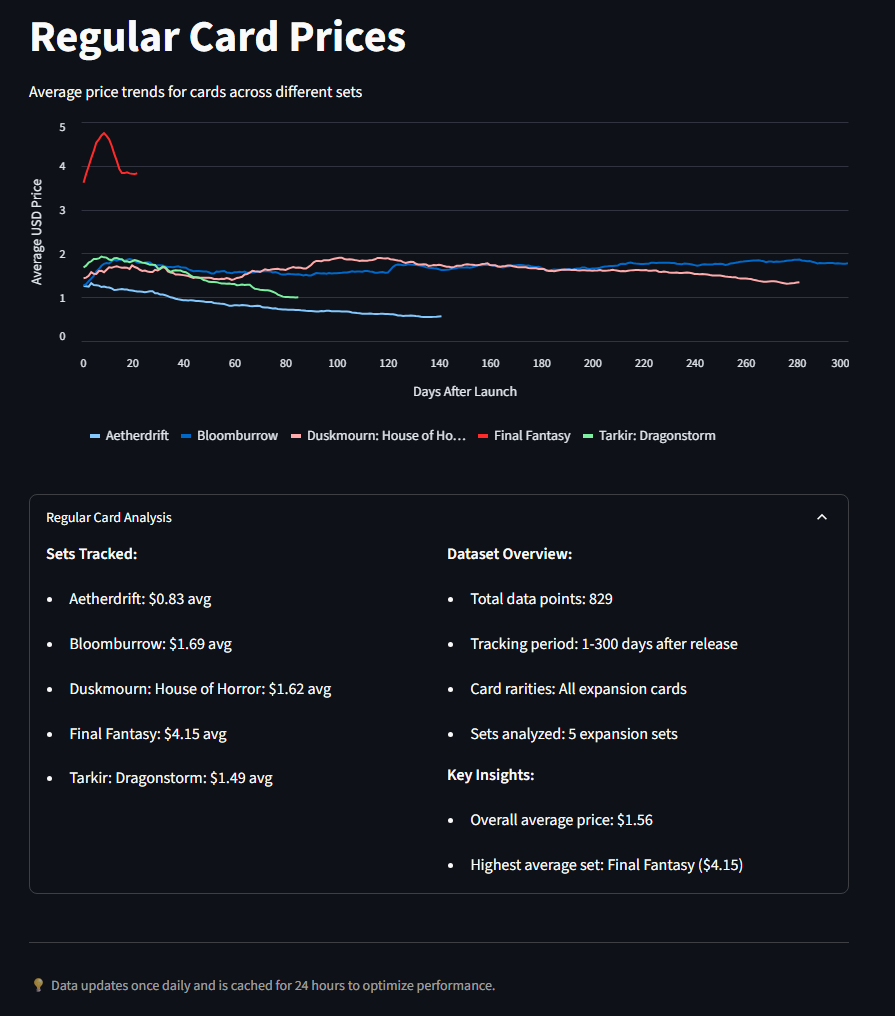 Regular Card Prices
Average price trends for cards across different sets
Average USD Price
5
4
3
2
1
0
0 20 40 60 80 100 120 140 160 180 200 220 240 260 280 300
Days After Launch
Aetherdrift Bloomburrow Duskmourn: House of Ho… Final Fantasy Tarkir: Dragonstorm
Regular Card Analysis
Sets Tracked:
Aetherdrift: $0.83 avg
Bloomburrow: $1.69 avg
Duskmourn: House of Horror: $1.62 avg
Final Fantasy: $4.15 avg
Tarkir: Dragonstorm: $1.49 avg
Dataset Overview:
Total data points: 829
Tracking period: 1-300 days after release
Card rarities: All expansion cards
Sets analyzed: 5 expansion sets
Key Insights:
Overall average price: $1.56
Highest average set: Final Fantasy ($4.15)
Data updates once daily and is cached for 24 hours to optimize performance.